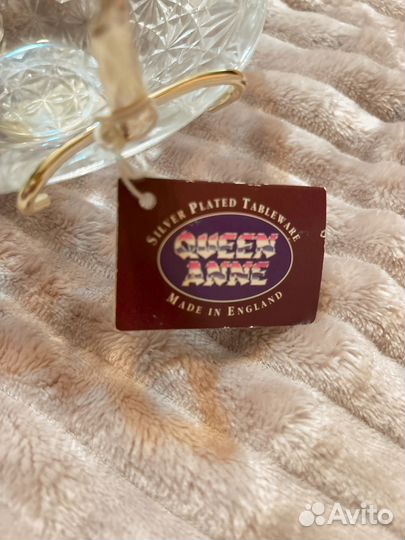 SILVER PLATED TABLEWARE
QUEEN
ANNE
MADE IN ENGLAND
Avito